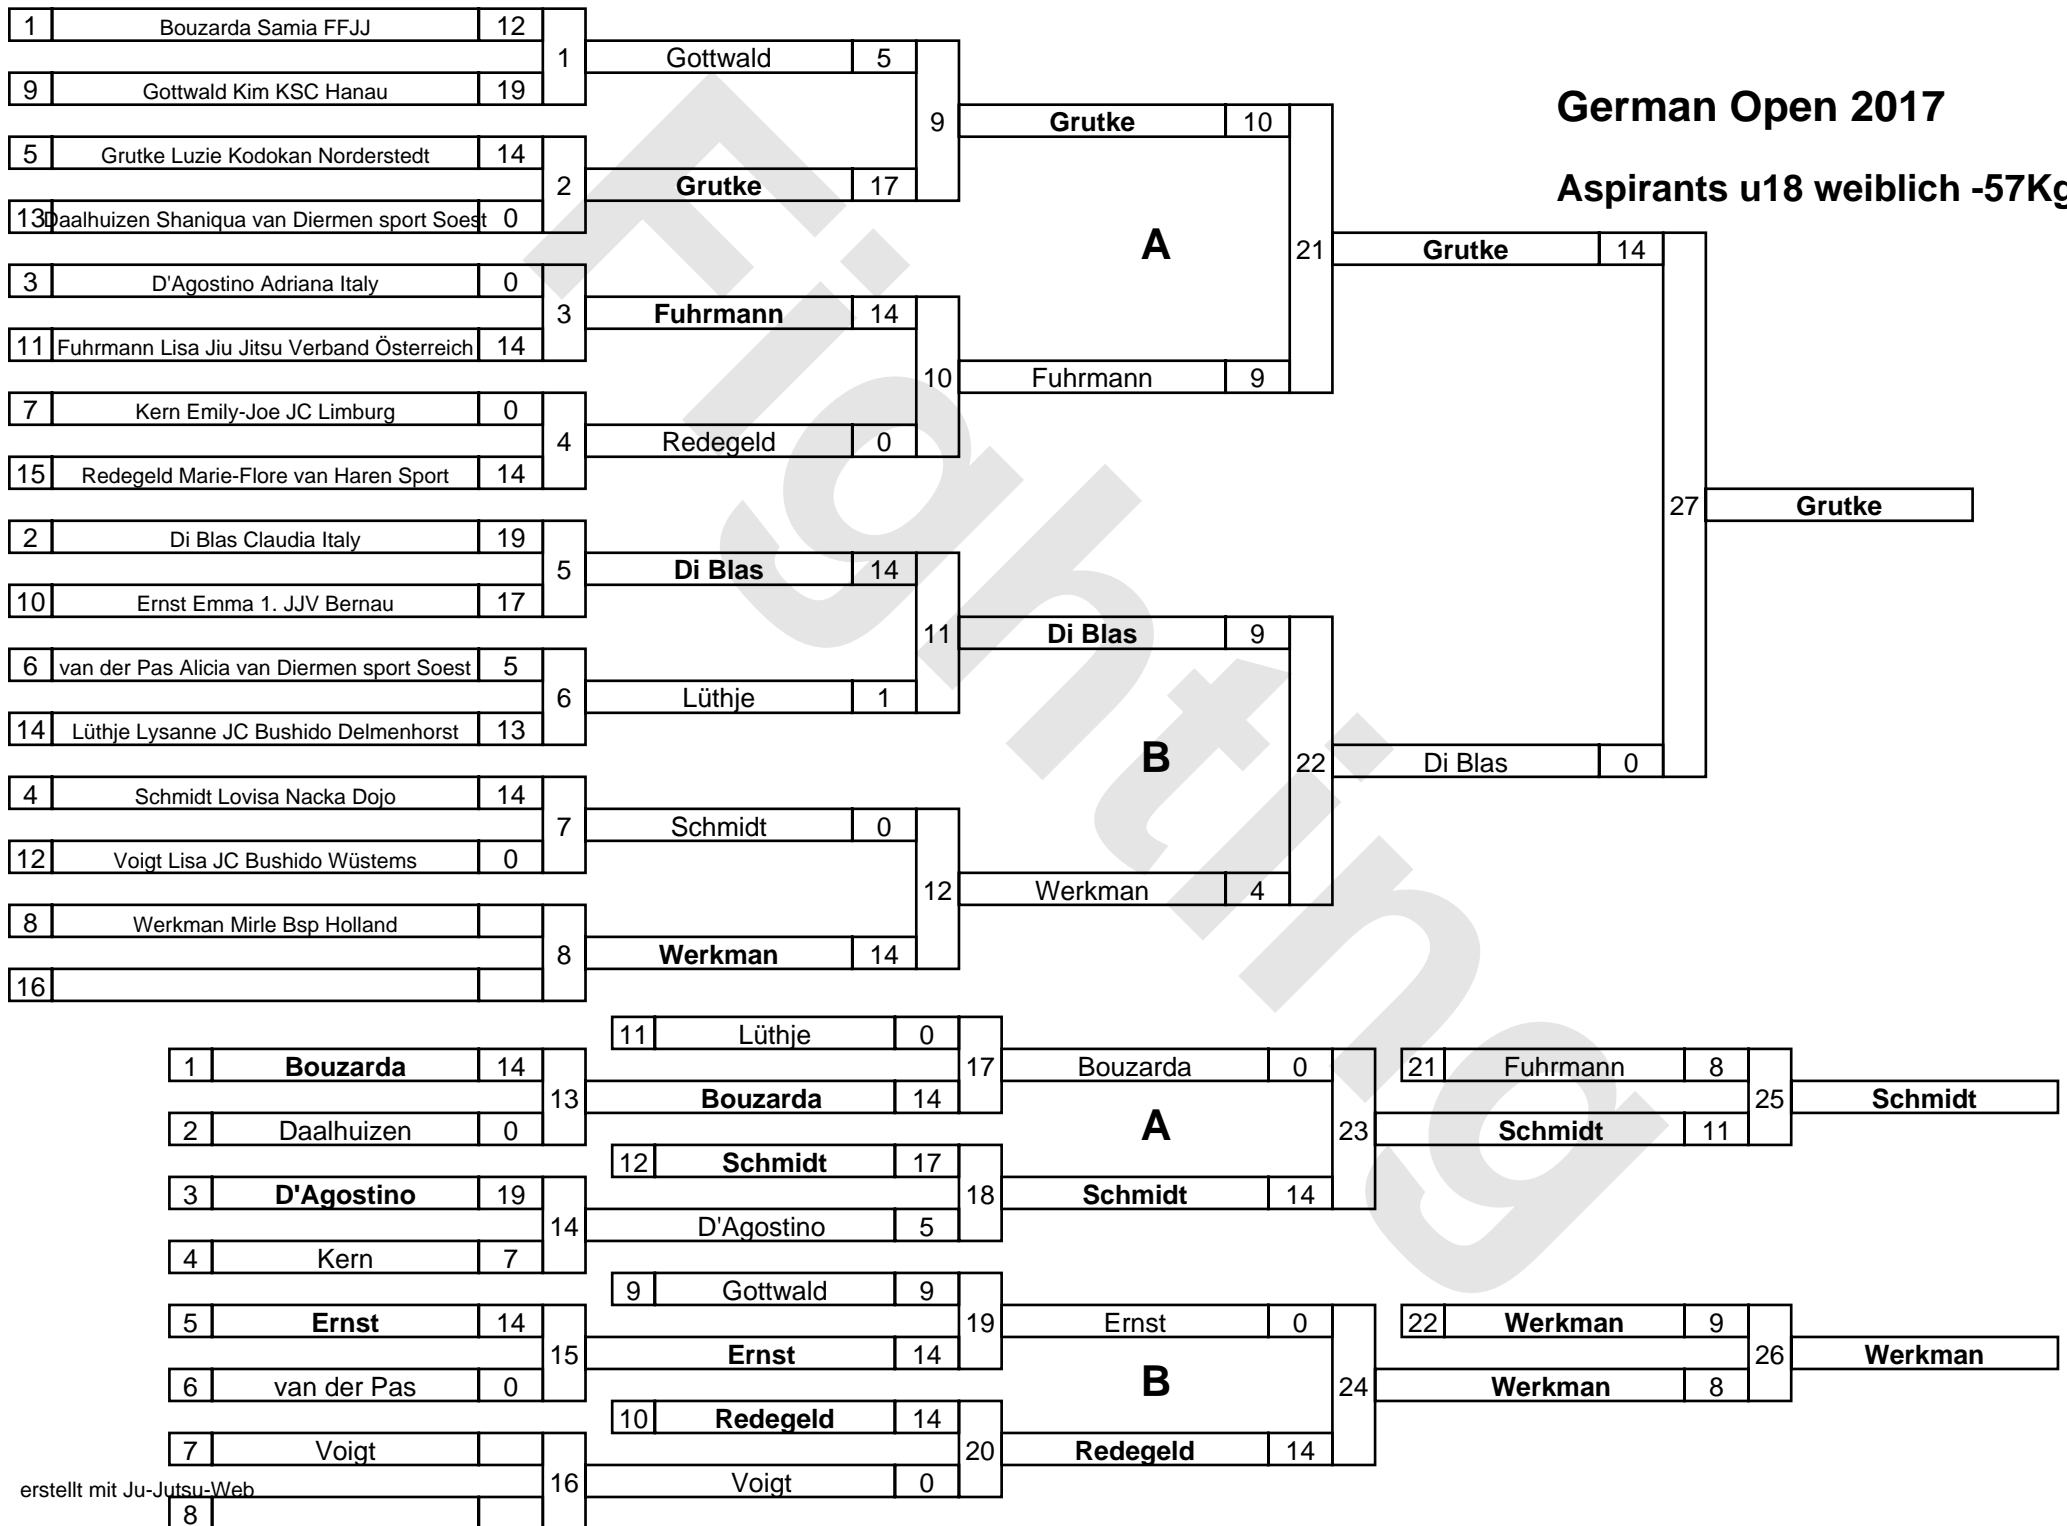 German Open 2017
Aspirants u18 weiblich -57Kg
1 Bouzarda Samia FFJJ 12
9 Gottwald Kim KSC Hanau 19
1
5 Grutke Luzie Kodokan Norderstedt 14
13 Daalhuizen Shaniqua van Diermen sport Soest 0
2
3 D'Agostino Adriana Italy 0
11 Fuhrmann Lisa Jiu Jitsu Verband Österreich 14
3
7 Kern Emily-Joe JC Limburg 0
15 Redegeld Marie-Flore van Haren Sport 14
4
2 Di Blas Claudia Italy 19
10 Ernst Emma 1. JJV Bernau 17
5
6 van der Pas Alicia van Diermen sport Soest 5
14 Lüthje Lysanne JC Bushido Delmenhorst 13
6
4 Schmidt Lovisa Nacka Dojo 14
12 Voigt Lisa JC Bushido Wüstems 0
7
8 Werkman Mirle Bsp Holland
16
8
Gottwald 5
Grutke 17
9
Fuhrmann 14
Redegeld 0
10
Di Blas 14
Lüthje 1
11
Schmidt 0
Werkman 14
12
Grutke 10
A
Fuhrmann 9
21
Di Blas 9
B
Werkman 4
22
Grutke 14
Di Blas 0
27
Grutke
1 Bouzarda 14
2 Daalhuizen 0
13
3 D'Agostino 19
4 Kern 7
14
5 Ernst 14
6 van der Pas 0
15
7 Voigt
8
16
11 Lüthje 0
Bouzarda 14
17
12 Schmidt 17
D'Agostino 5
18
9 Gottwald 9
Ernst 14
19
10 Redegeld 14
Voigt 0
20
Bouzarda 0
A
Schmidt 14
23
Ernst 0
B
Redegeld 14
24
21 Fuhrmann 8
Schmidt 11
25
Schmidt
22 Werkman 9
Werkman 8
26
Werkman
erstellt mit Ju-Jutsu-Web
Fighting